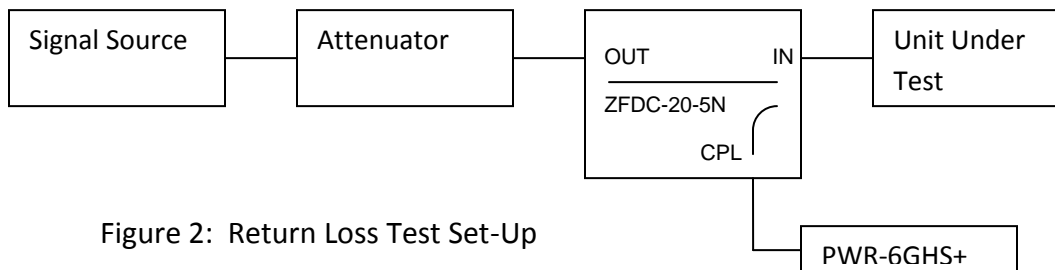 Signal Source
Attenuator
OUT IN
ZFDC-20-5N
CPL
Unit Under
Test
Figure 2: Return Loss Test Set-Up
PWR-6GHS+